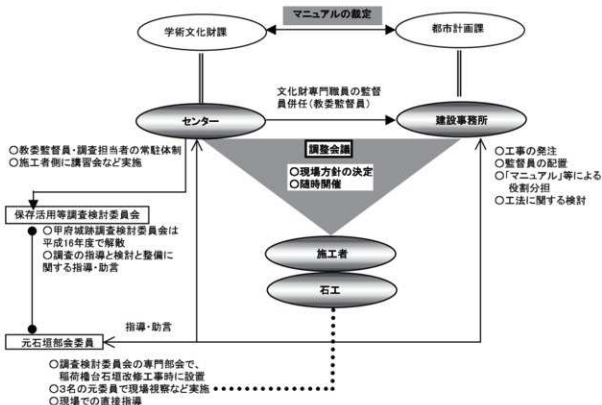 マニュアルの裁定
学術文化財課
都市計画課
文化財専門職員の監督
員併任(教委監督員)
センター
建設事務所
○教委監督員・調査担当者の常駐体制
○施工者側に講習会など実施
調整会議
○現場方針の決定
○随時開催
○工事の発注
○監督員の配置
○「マニュアル」等による
役割分担
○工法に関する検討
保存活用等調査検討委員会
○甲府城跡調査検討委員会は
平成16年度で解散
○調査の指導と検討と整備に
関する指導・助言
施工者
石工
指導・助言
元石垣部会委員
○調査検討委員会の専門部会で、
稲荷櫓台石垣改修工事時に設置
○3名の元委員で現場視察など実施
○現場での直接指導